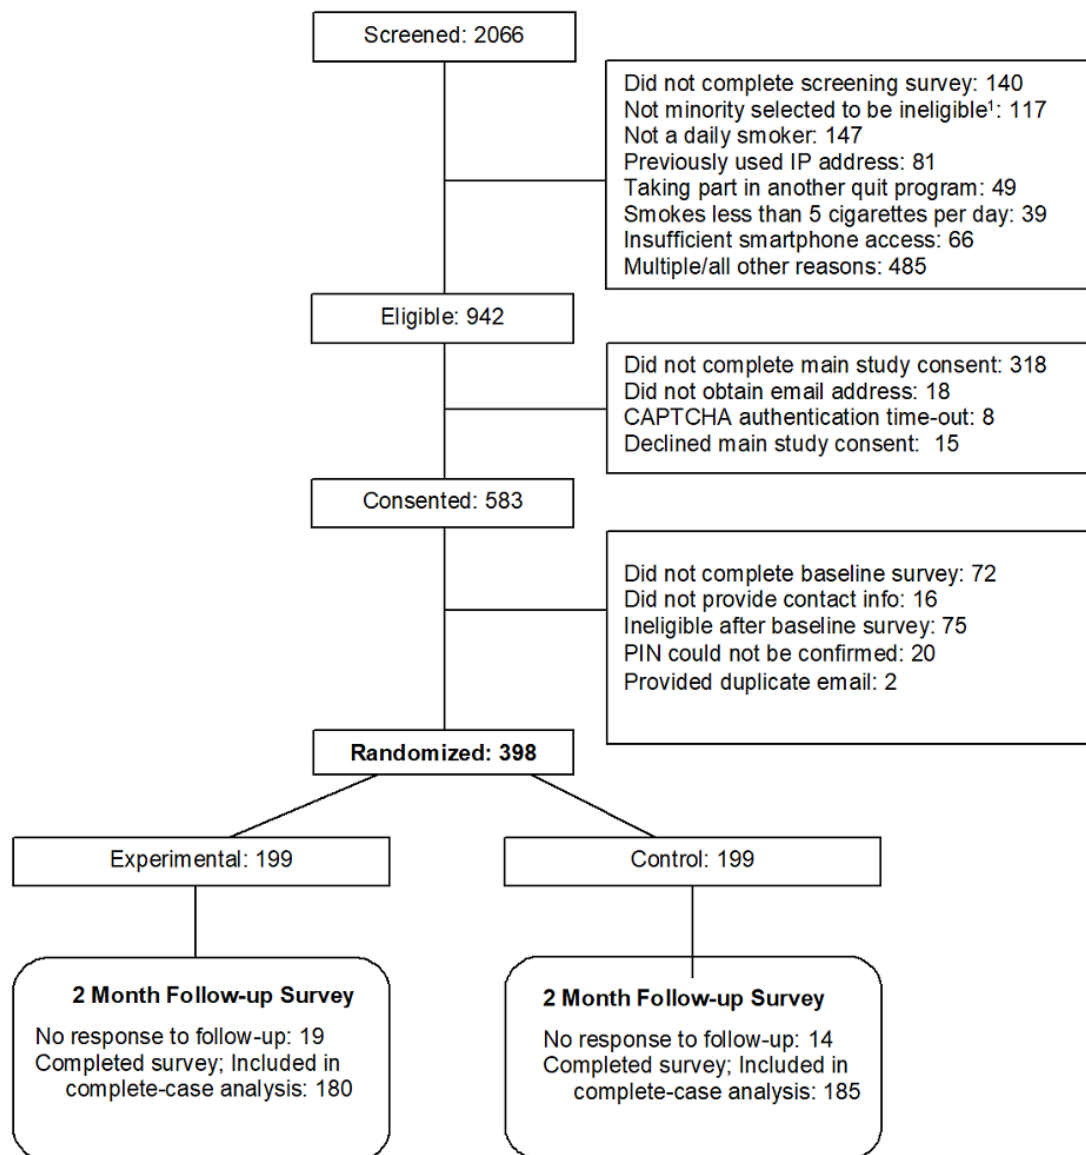 Screened: 2066
Did not complete screening survey: 140
Not minority selected to be ineligible¹: 117
Not a daily smoker: 147
Previously used IP address: 81
Taking part in another quit program: 49
Smokes less than 5 cigarettes per day: 39
Insufficient smartphone access: 66
Multiple/all other reasons: 485
Eligible: 942
Did not complete main study consent: 318
Did not obtain email address: 18
CAPTCHA authentication time-out: 8
Declined main study consent:  15
Consented: 583
Did not complete baseline survey: 72
Did not provide contact info: 16
Ineligible after baseline survey: 75
PIN could not be confirmed: 20
Provided duplicate email: 2
Randomized: 398
Experimental: 199
Control: 199
2 Month Follow-up Survey
No response to follow-up: 19
Completed survey; Included in
complete-case analysis: 180
2 Month Follow-up Survey
No response to follow-up: 14
Completed survey; Included in
complete-case analysis: 185